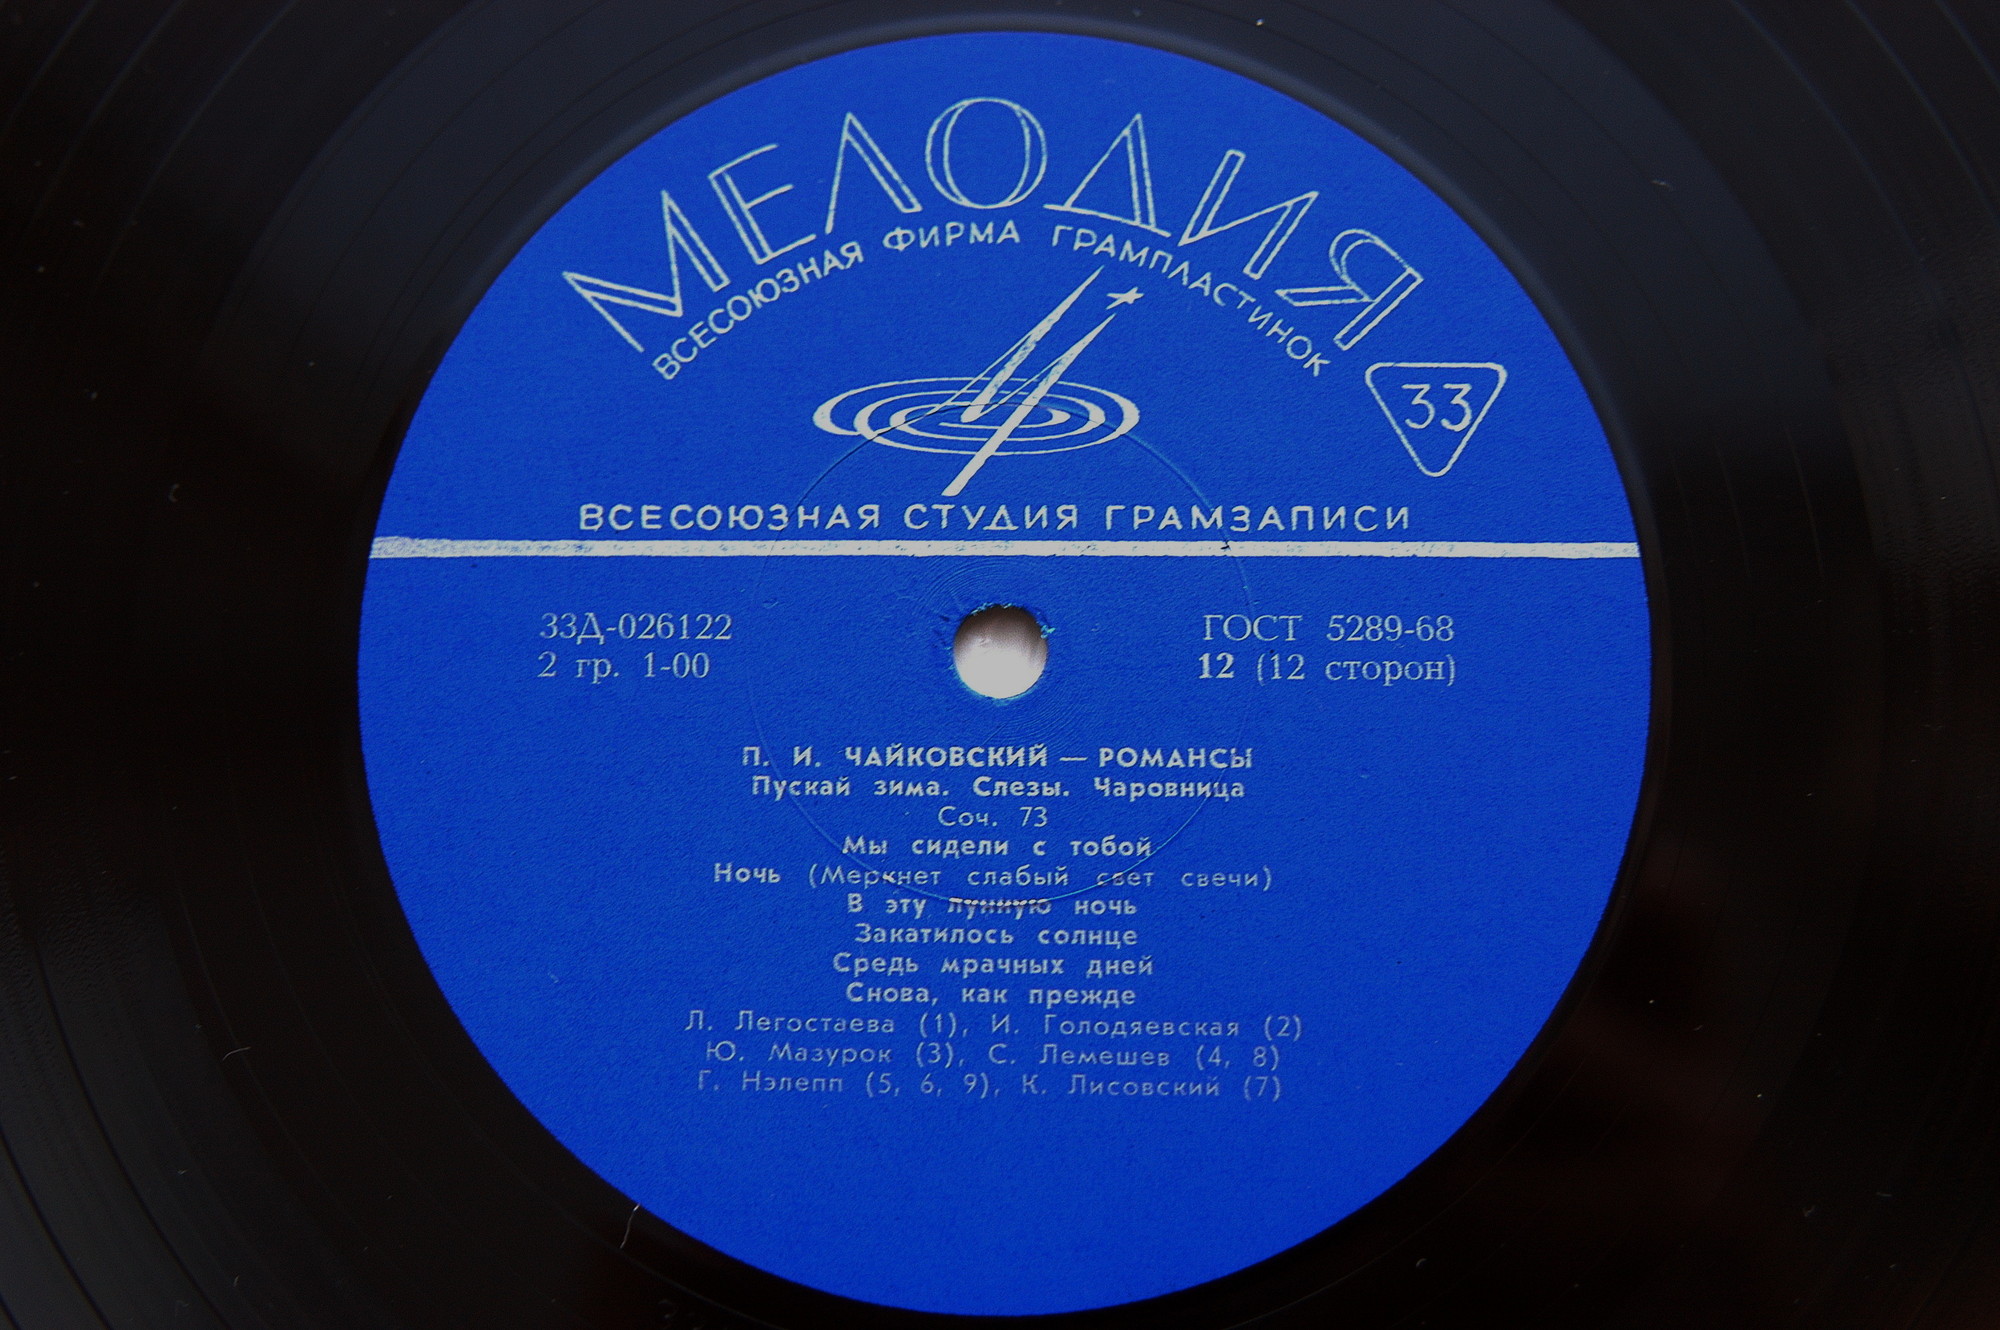 МЕЛОДИЯ
ВСЕСОЮЗНАЯ ФИРМА ГРАМПЛАСТИНОК
33
ВСЕСОЮЗНАЯ СТУДИЯ ГРАМЗАПИСИ
33Д-026122
2 гр. 1-00
ГОСТ 5289-68
12 (12 сторон)
П. И. ЧАЙКОВСКИЙ — РОМАНСЫ
Пускай зима. Слезы. Чаровница
Соч. 73
Мы сидели с тобой
Ночь (Меркнет слабый свет свечи)
В эту лунную ночь
Закатилось солнце
Средь мрачных дней
Снова, как прежде
Л. Легостаева (1), И. Голодяевская (2)
Ю. Мазурок (3), С. Лемешев (4, 8)
Г. Нэлепп (5, 6, 9), К. Лисовский (7)